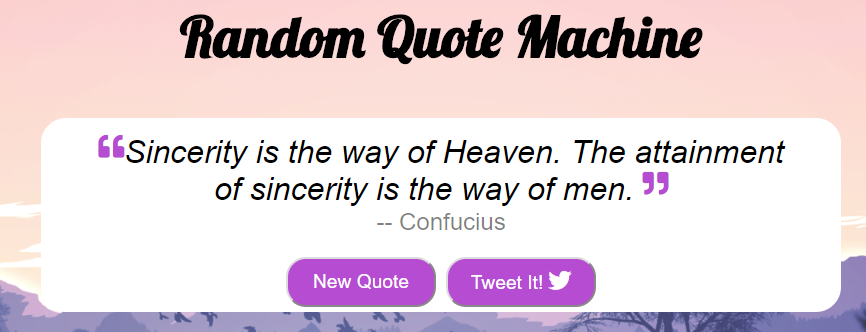 Random Quote Machine
❝Sincerity is the way of Heaven. The attainment
of sincerity is the way of men. ❞
-- Confucius
New Quote
Tweet It!